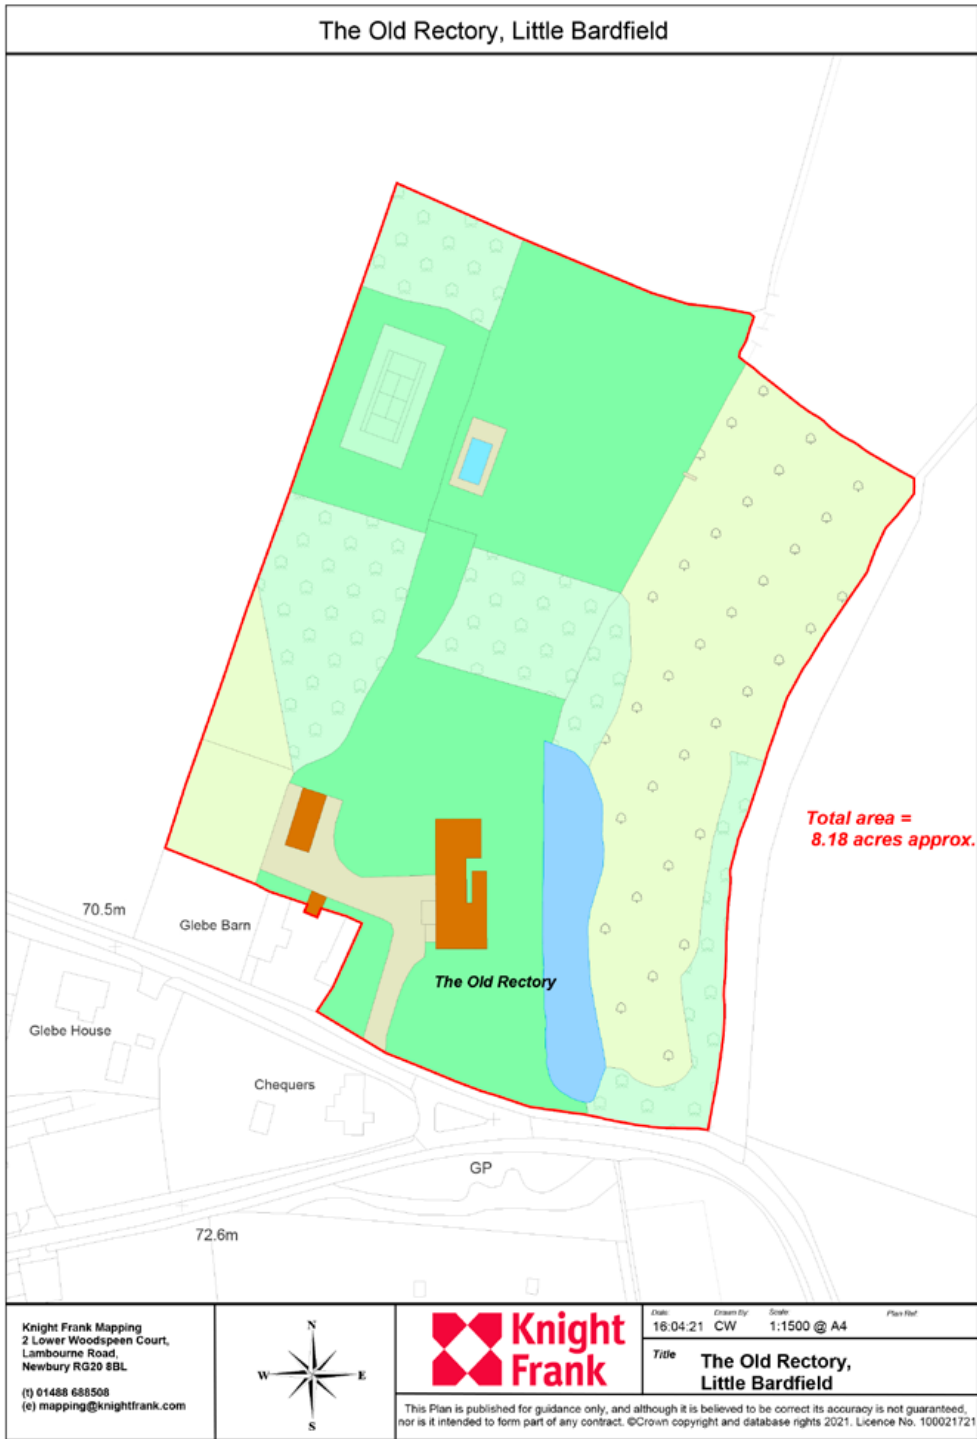 The Old Rectory, Little Bardfield
Total area =
8.18 acres approx.
70.5m
Glebe Barn
The Old Rectory
Glebe House
Chequers
GP
72.6m
Knight Frank Mapping
2 Lower Woodspeen Court,
Lambourne Road,
Newbury RG20 8BL
(t) 01488 688508
(e) mapping@knightfrank.com
N
W E
S
Knight
Frank
Date: Drawn By: Scale: Plan Ref:
16:04:21 CW 1:1500 @ A4
Title The Old Rectory,
Little Bardfield
This Plan is published for guidance only, and although it is believed to be correct its accuracy is not guaranteed,
nor is it intended to form part of any contract. ©Crown copyright and database rights 2021. Licence No. 100021721